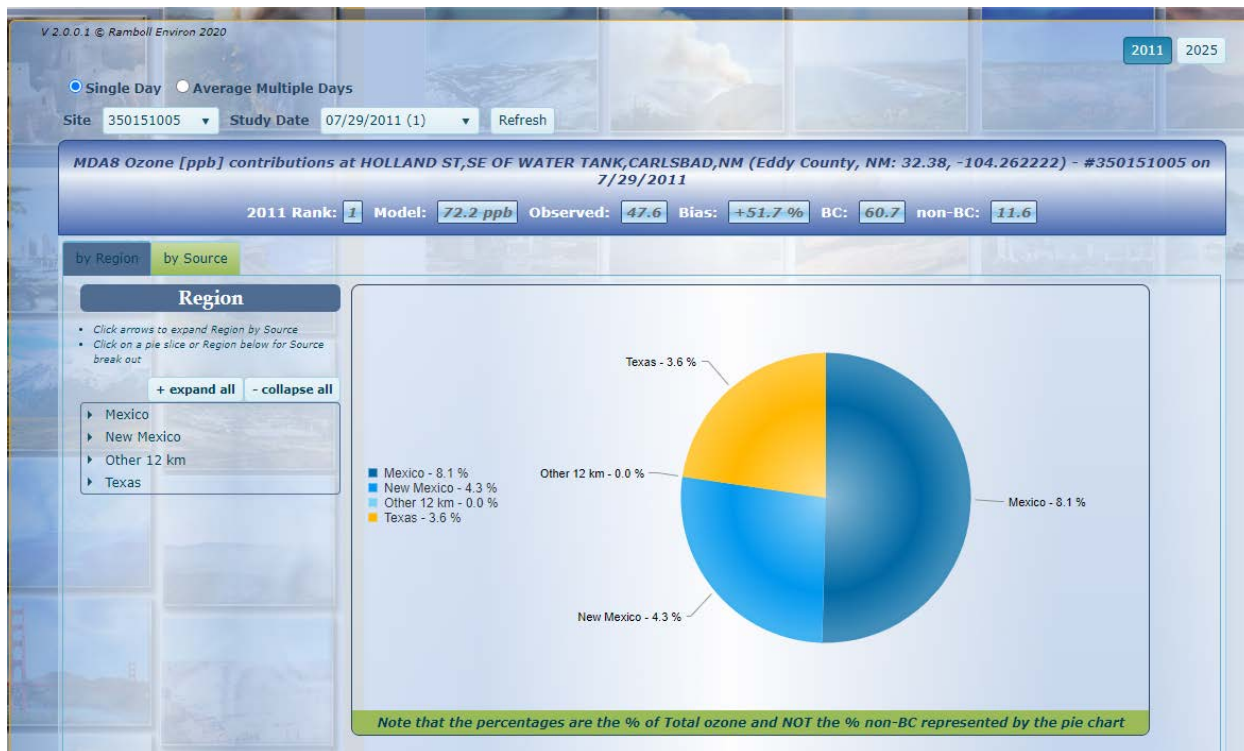 V 2.0.0.1 © Ramboll Environ 2020
2011 2025
Single Day Average Multiple Days
Site 350151005 Study Date 07/29/2011 (1) Refresh
MDA8 Ozone [ppb] contributions at HOLLAND ST,SE OF WATER TANK,CARLSBAD,NM (Eddy County, NM: 32.38, -104.262222) - #350151005 on
7/29/2011
2011 Rank: 1 Model: 72.2 ppb Observed: 47.6 Bias: +51.7 % BC: 60.7 non-BC: 11.6
by Region by Source
Region
• Click arrows to expand Region by Source
• Click on a pie slice or Region below for Source
break out
+ expand all - collapse all
Mexico
New Mexico
Other 12 km
Texas
Mexico - 8.1 %
New Mexico - 4.3 %
Other 12 km - 0.0 %
Texas - 3.6 %
Texas - 3.6 %
Other 12 km - 0.0 %
Mexico - 8.1 %
New Mexico - 4.3 %
Note that the percentages are the % of Total ozone and NOT the % non-BC represented by the pie chart